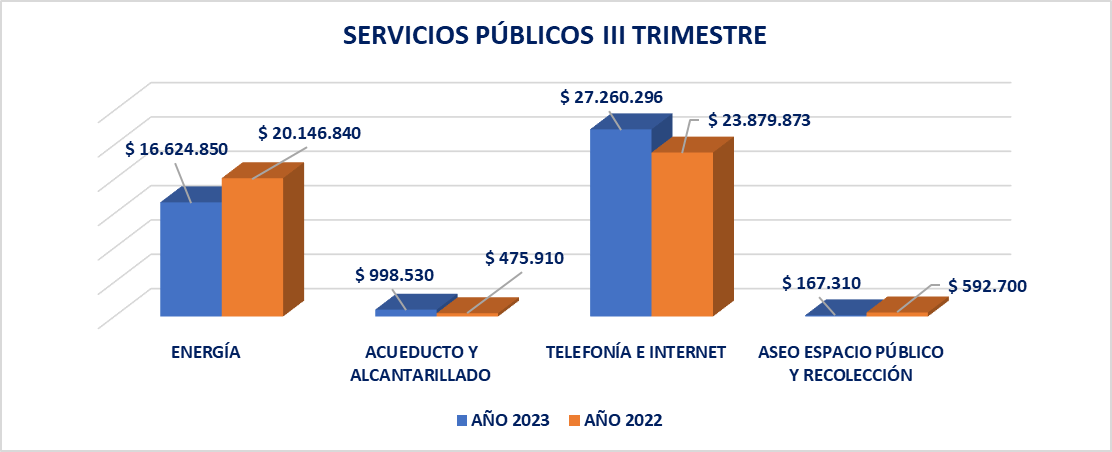 SERVICIOS PÚBLICOS III TRIMESTRE
$ 16.624.850
$ 20.146.840
$ 998.530
$ 475.910
$ 27.260.296
$ 23.879.873
$ 167.310
$ 592.700
ENERGÍA
ACUEDUCTO Y
ALCANTARILLADO
TELEFONÍA E INTERNET
ASEO ESPACIO PÚBLICO
Y RECOLECCIÓN
AÑO 2023
AÑO 2022